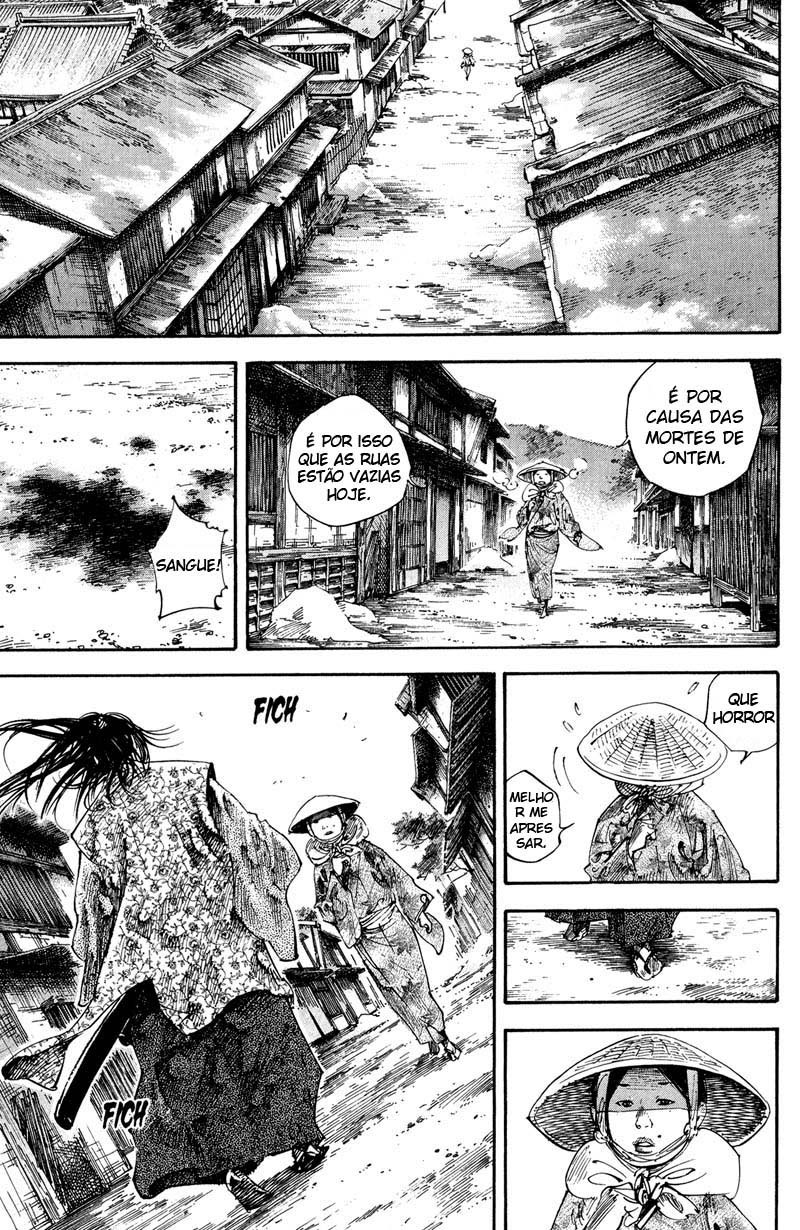 É POR
CAUSA DAS
MORTES DE
ONTEM.
É POR ISSO
QUE AS RUAS
ESTÃO VAZIAS
HOJE.
SANGUE!
QUE
HORROR
MELHO
R ME
APRES
SAR.
FICH
FICH